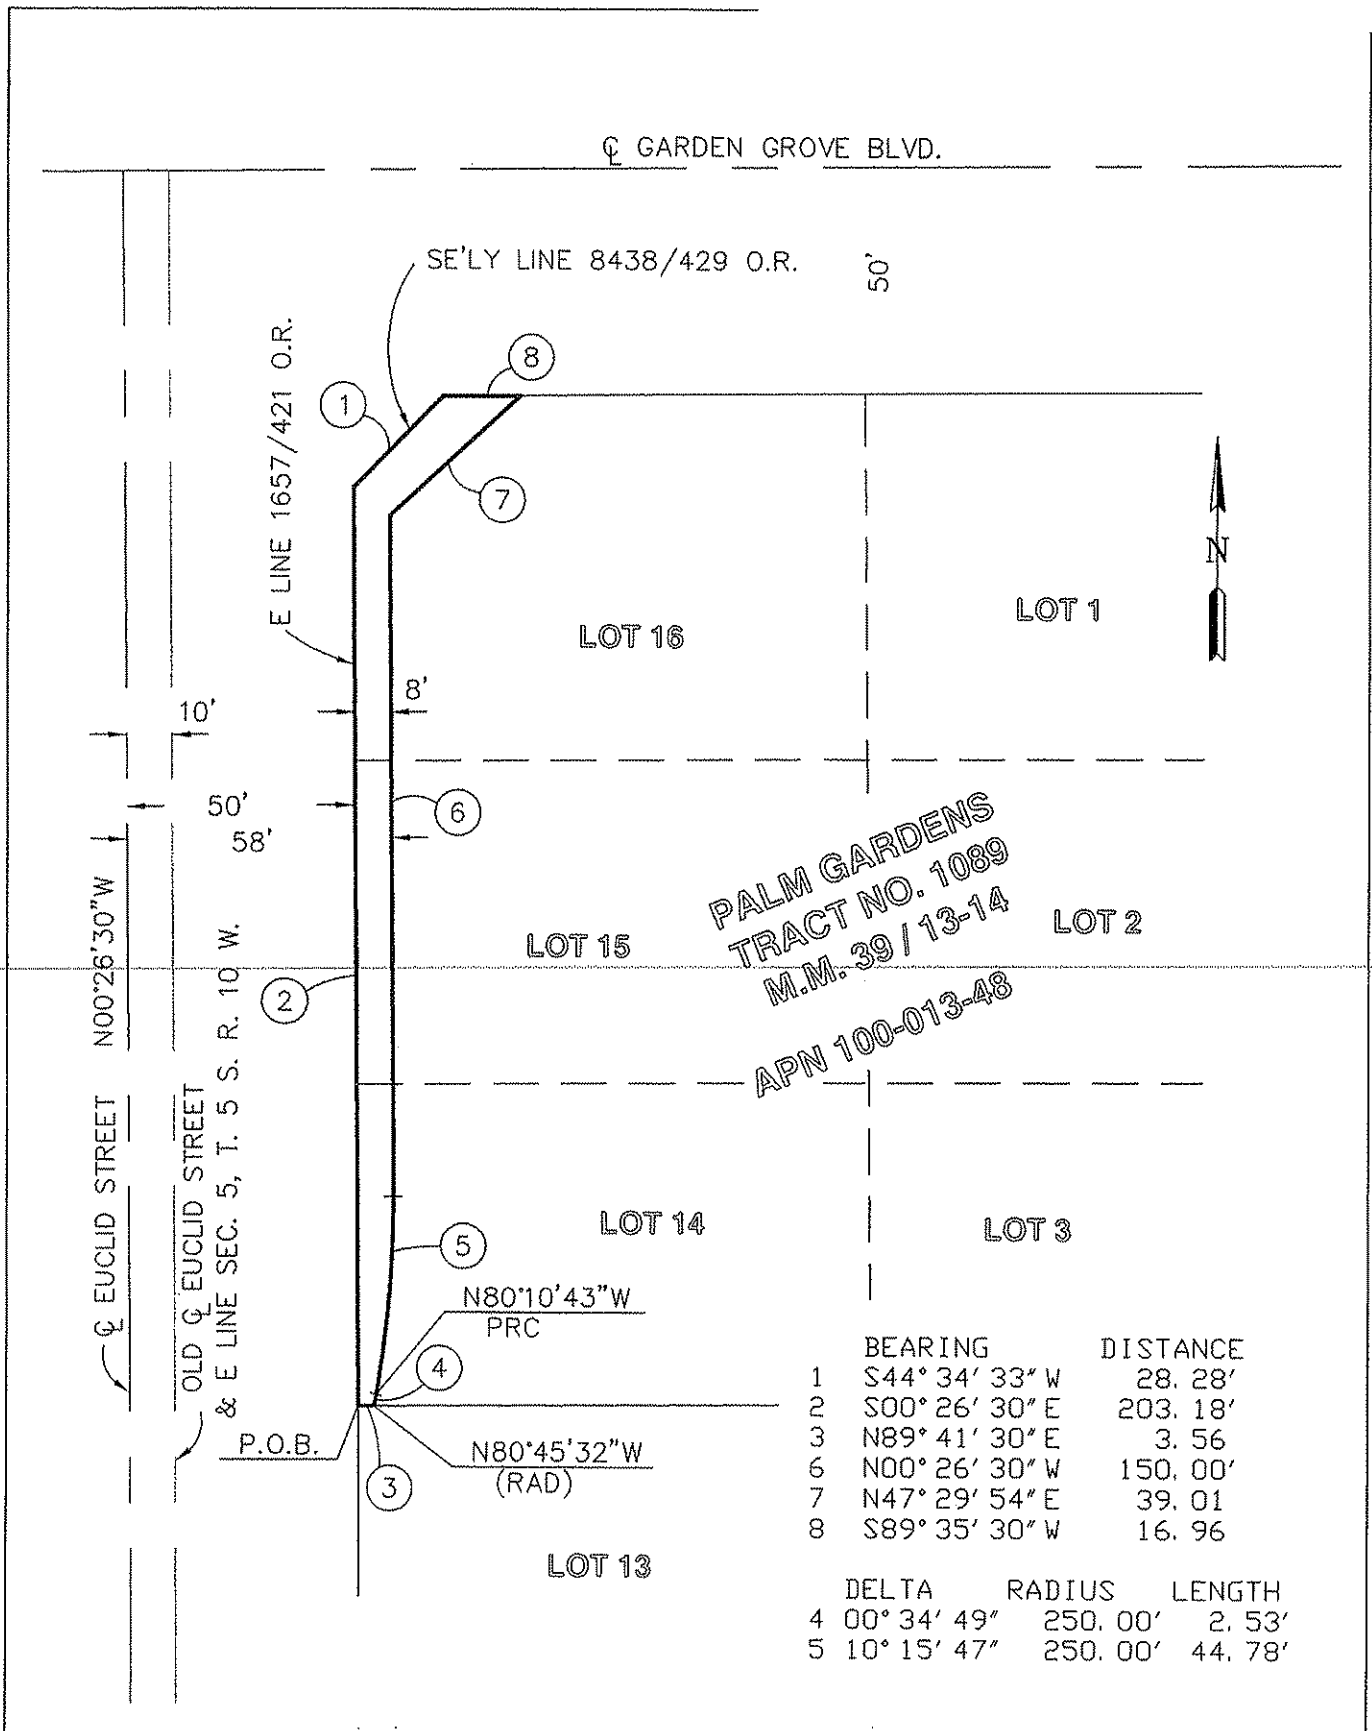 ℄ GARDEN GROVE BLVD.
SE'LY LINE 8438/429 O.R.
50'
E LINE 1657/421 O.R.
8
1
7
N
LOT 16
LOT 1
8'
10'
50'
6
58'
PALM GARDENS
TRACT NO. 1089
M.M. 39 / 13-14
APN 100-013-48
LOT 15
LOT 2
2
N00°26'30"W
℄ EUCLID STREET
OLD ℄ EUCLID STREET
& E LINE SEC. 5, T. 5 S. R. 10 W.
LOT 14
LOT 3
5
N80°10'43"W
PRC
4
P.O.B.
N80°45'32"W
(RAD)
3
LOT 13
BEARING DISTANCE
1 S44°34'33"W 28.28'
2 S00°26'30"E 203.18'
3 N89°41'30"E 3.56
6 N00°26'30"W 150.00'
7 N47°29'54"E 39.01
8 S89°35'30"W 16.96
DELTA RADIUS LENGTH
4 00°34'49" 250.00' 2.53'
5 10°15'47" 250.00' 44.78'